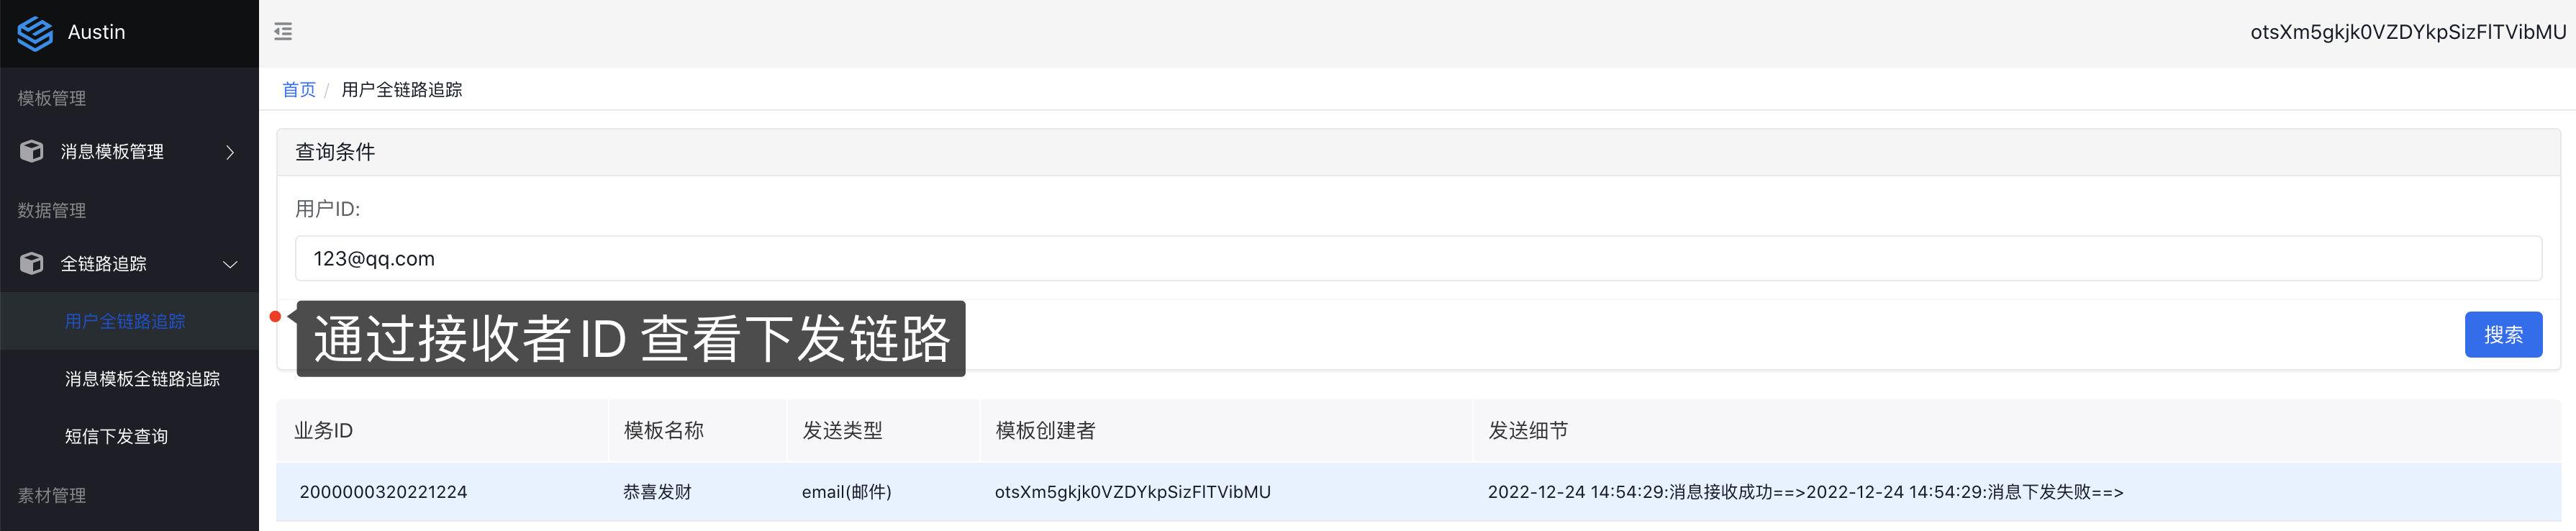 Austin
otsXm5gkjk0VZDYkpSizFlTVibMU
模板管理
消息模板管理
数据管理
全链路追踪
用户全链路追踪
消息模板全链路追踪
短信下发查询
素材管理
首页 / 用户全链路追踪
查询条件
用户ID:
123@qq.com
通过接收者ID 查看下发链路
搜索
业务ID 模板名称 发送类型 模板创建者 发送细节
2000000320221224 恭喜发财 email(邮件) otsXm5gkjk0VZDYkpSizFlTVibMU 2022-12-24 14:54:29:消息接收成功==>2022-12-24 14:54:29:消息下发失败==>